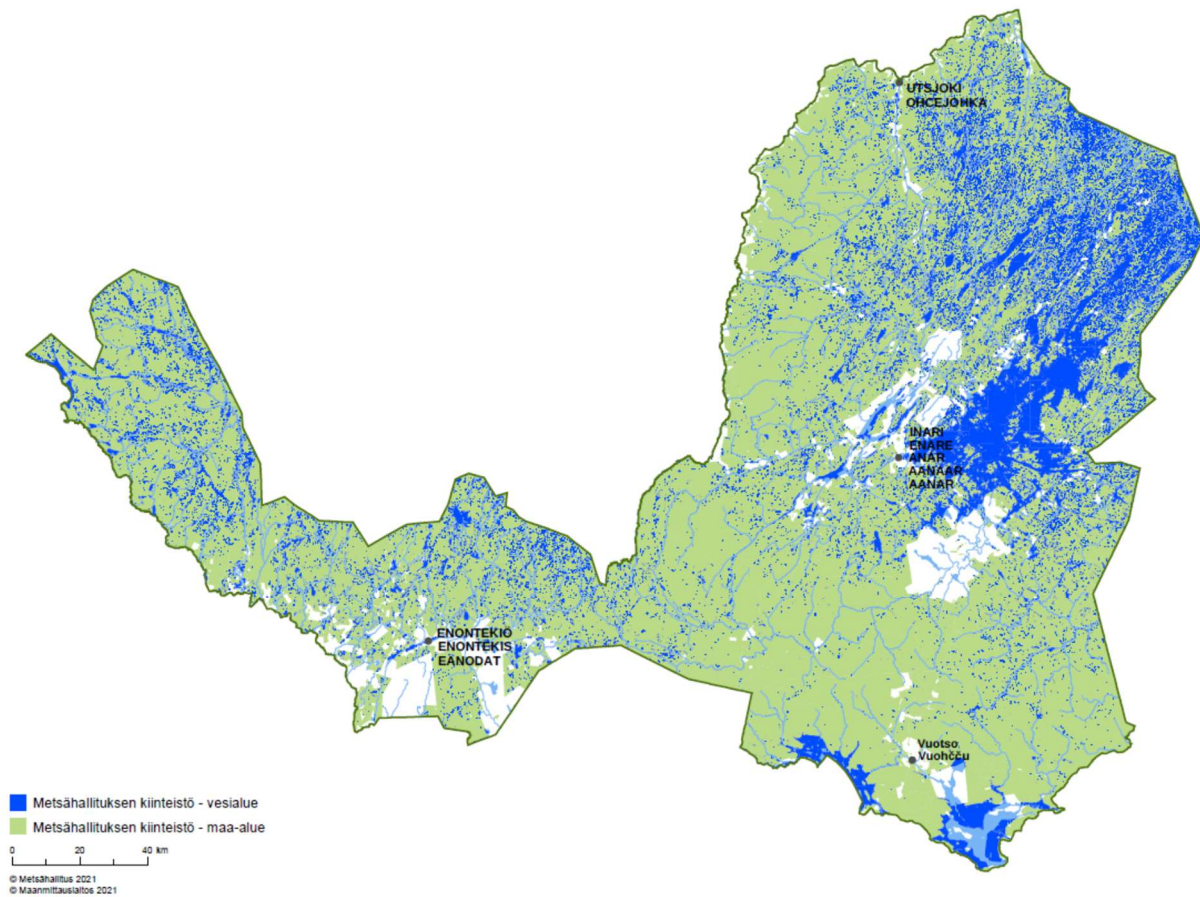 UTSJOKI
OHCEJOHKA
INARI
ENARE
ANÁR
AANAAR
AANAR
ENONTEKIÖ
ENONTEKIS
EANODAT
Vuotso
Vuohčču
Metsähallituksen kiinteistö - vesialue
Metsähallituksen kiinteistö - maa-alue
0 20 40 km
© Metsähallitus 2021
© Maanmittauslaitos 2021